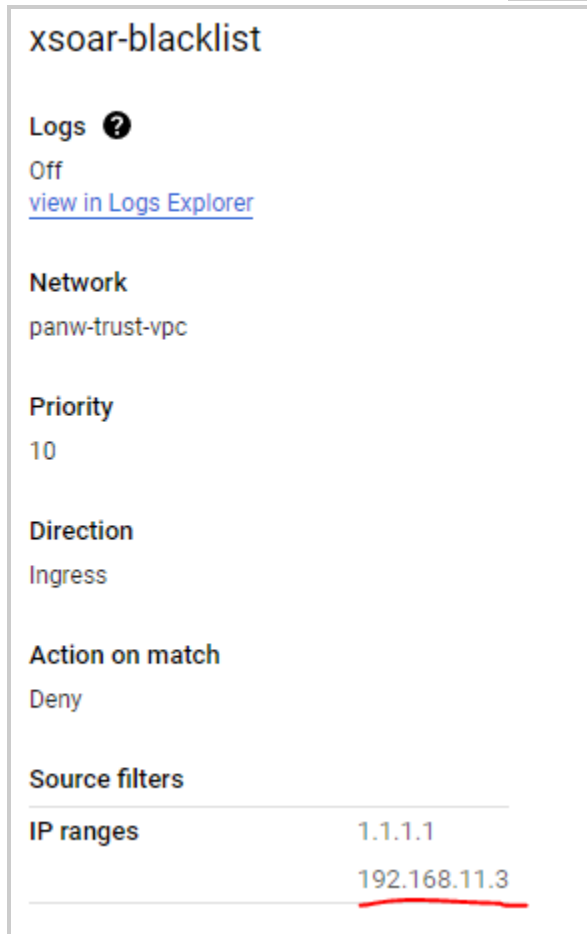 xsoar-blacklist
Logs ?
Off
view in Logs Explorer
Network
panw-trust-vpc
Priority
10
Direction
Ingress
Action on match
Deny
Source filters
IP ranges 1.1.1.1
192.168.11.3